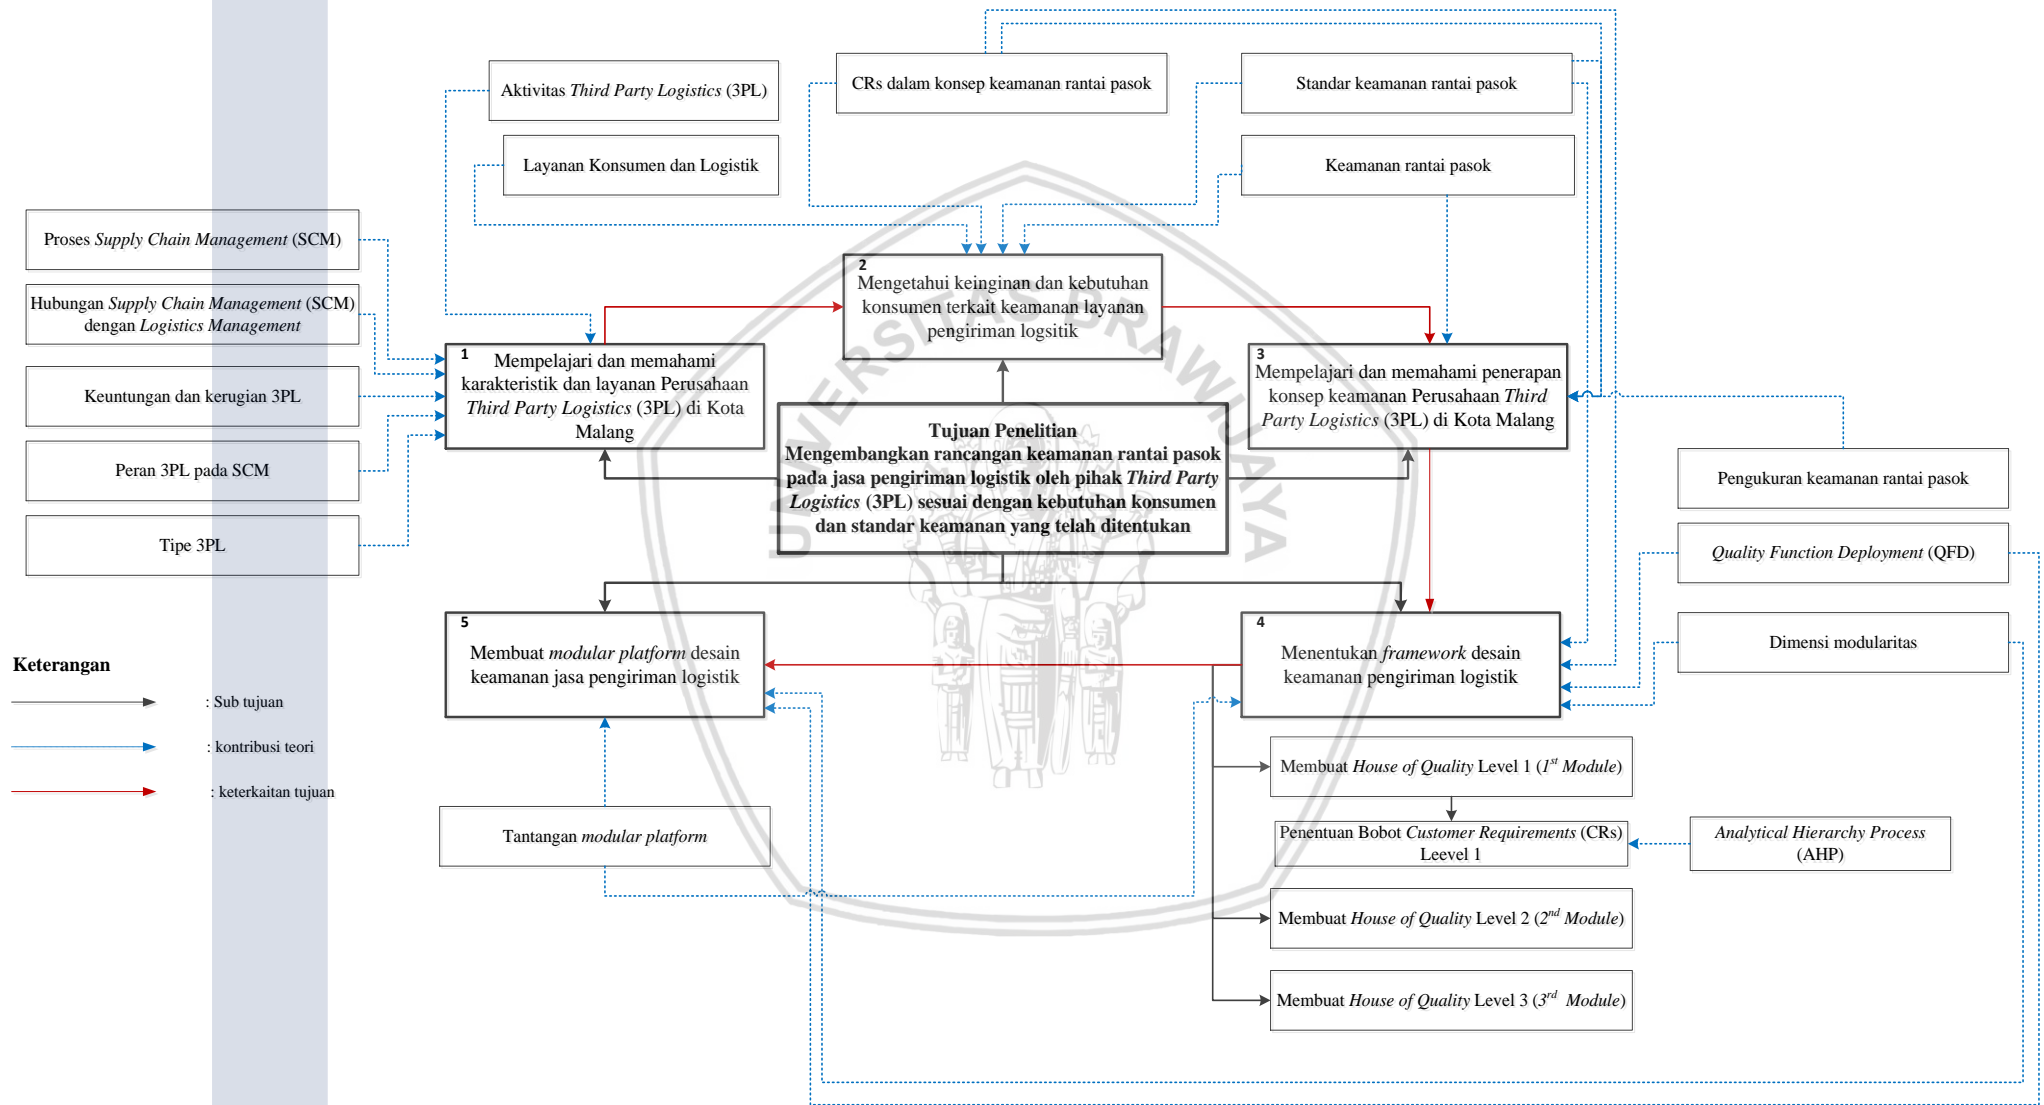 Aktivitas Third Party Logistics (3PL)
CRs dalam konsep keamanan rantai pasok
Standar keamanan rantai pasok
Layanan Konsumen dan Logistik
Keamanan rantai pasok
Proses Supply Chain Management (SCM)
Hubungan Supply Chain Management (SCM)
dengan Logistics Management
Keuntungan dan kerugian 3PL
Peran 3PL pada SCM
Tipe 3PL
1
Mempelajari dan memahami
karakteristik dan layanan Perusahaan
Third Party Logistics (3PL) di Kota
Malang
2
Mengetahui keinginan dan kebutuhan
konsumen terkait keamanan layanan
pengiriman logsitik
3
Mempelajari dan memahami penerapan
konsep keamanan Perusahaan Third
Party Logistics (3PL) di Kota Malang
Tujuan Penelitian
Mengembangkan rancangan keamanan rantai pasok
pada jasa pengiriman logistik oleh pihak Third Party
Logistics (3PL) sesuai dengan kebutuhan konsumen
dan standar keamanan yang telah ditentukan
UNIVERSITAS BRAWIJAYA
Pengukuran keamanan rantai pasok
Quality Function Deployment (QFD)
Dimensi modularitas
5
Membuat modular platform desain
keamanan jasa pengiriman logistik
4
Menentukan framework desain
keamanan pengiriman logistik
Keterangan
: Sub tujuan
: kontribusi teori
: keterkaitan tujuan
Tantangan modular platform
Membuat House of Quality Level 1 (1st Module)
Penentuan Bobot Customer Requirements (CRs)
Leevel 1
Analytical Hierarchy Process
(AHP)
Membuat House of Quality Level 2 (2nd Module)
Membuat House of Quality Level 3 (3rd Module)